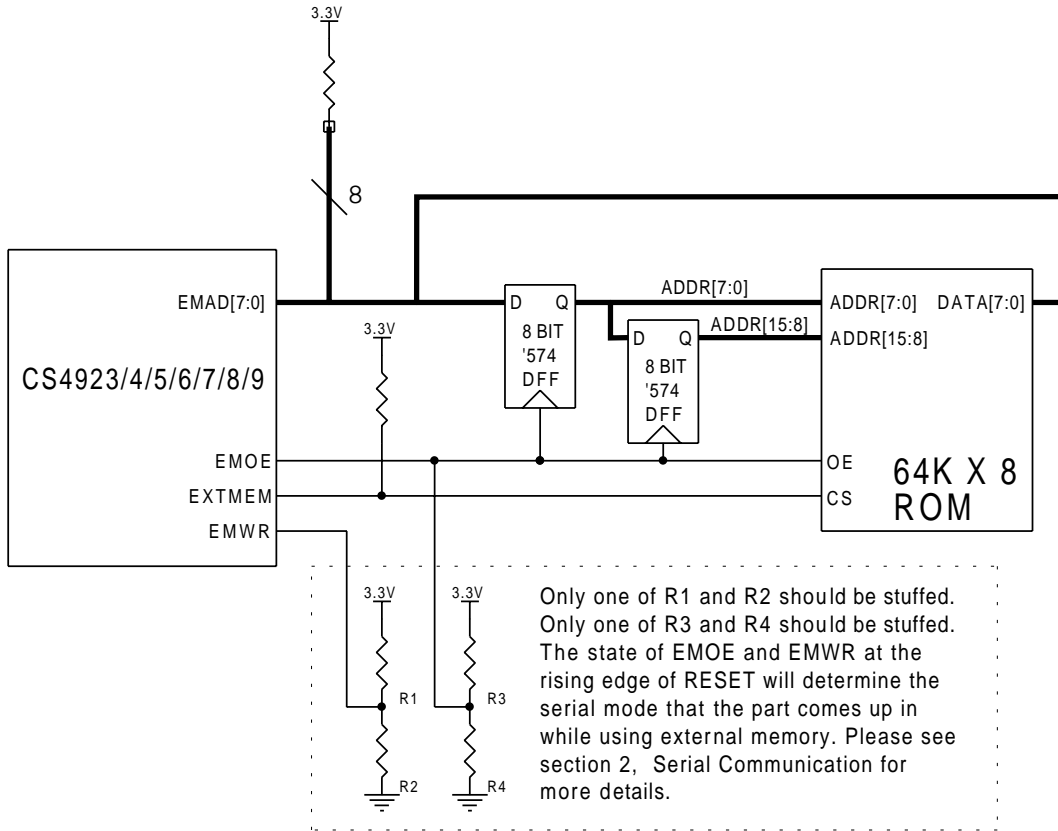 3.3V
8
EMAD[7:0]
D Q
8 BIT
'574
DFF
ADDR[7:0]
ADDR[7:0] DATA[7:0]
3.3V
D Q
8 BIT
'574
DFF
ADDR[15:8]
ADDR[15:8]
CS4923/4/5/6/7/8/9
EMOE
OE
64K X 8
ROM
EXTMEM
CS
EMWR
3.3V
3.3V
R1
R3
R2
R4
Only one of R1 and R2 should be stuffed.
Only one of R3 and R4 should be stuffed.
The state of EMOE and EMWR at the
rising edge of RESET will determine the
serial mode that the part comes up in
while using external memory. Please see
section 2, Serial Communication for
more details.